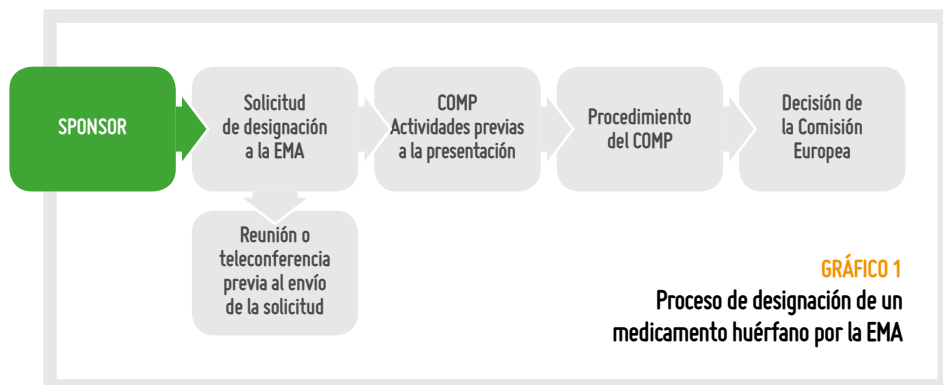 SPONSOR
Solicitud
de designación
a la EMA
COMP
Actividades previas
a la presentación
Procedimiento
del COMP
Decisión de
la Comisión
Europea
Reunión o
teleconferencia
previa al envío
de la solicitud
GRÁFICO 1
Proceso de designación de un
medicamento huérfano por la EMA